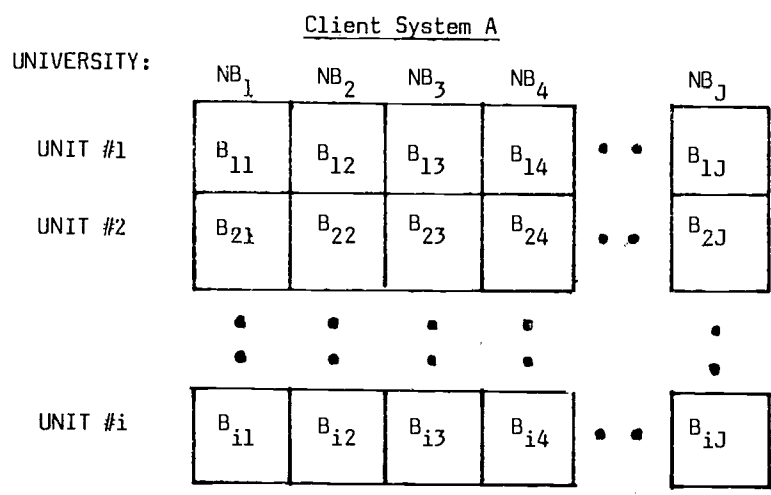 Client System A
UNIVERSITY:
NB₁ NB₂ NB₃ NB₄ NB_J
UNIT #1 B₁₁ B₁₂ B₁₃ B₁₄ B₁J
UNIT #2 B₂₁ B₂₂ B₂₃ B₂₄ B₂J
UNIT #i Bᵢ₁ Bᵢ₂ Bᵢ₃ Bᵢ₄ BᵢJ